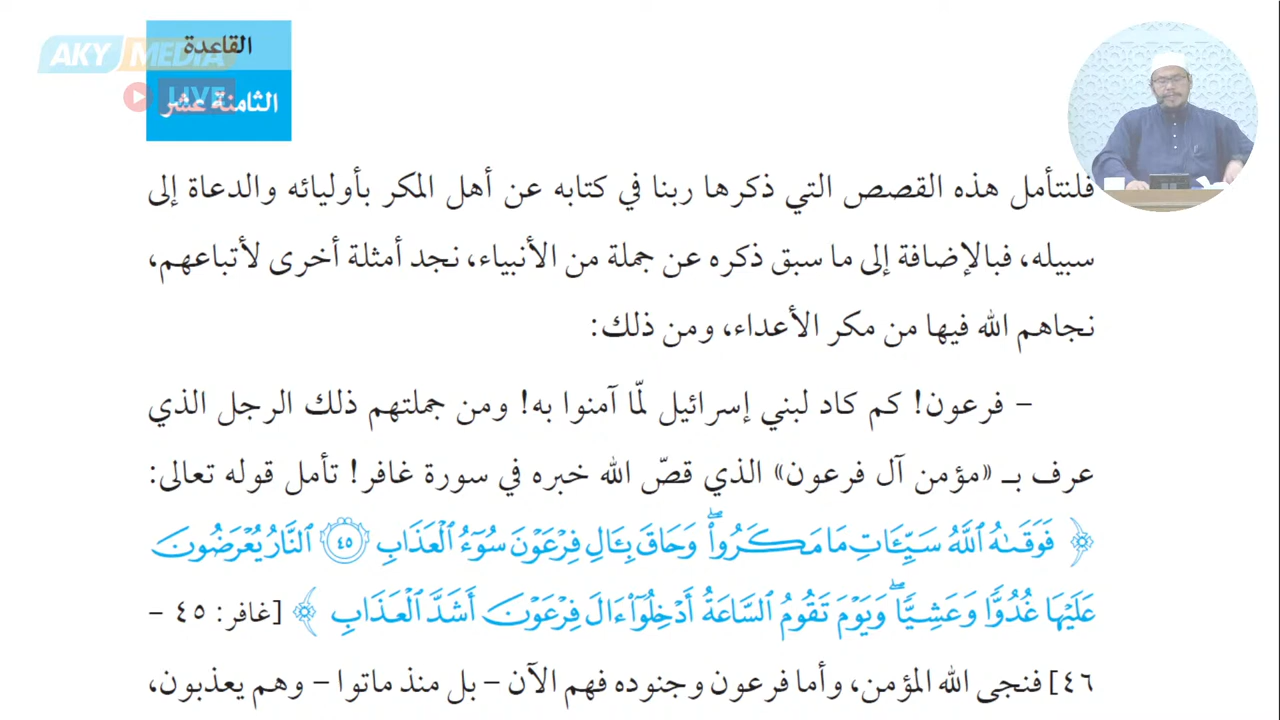 AKY MEDIA
LIVE
القاعدة
الثامنة عشر
فلنتأمل هذه القصص التي ذكرها ربنا في كتابه عن أهل المكر بأوليائه والدعاة إلى
سبيله، فبالإضافة إلى ما سبق ذكره عن جملة من الأنبياء، نجد أمثلة أخرى لأتباعهم،
نجاهم الله فيها من مكر الأعداء، ومن ذلك:
– فرعون! كم كاد لبني إسرائيل لمّا آمنوا به! ومن جملتهم ذلك الرجل الذي
عرف بـ «مؤمن آل فرعون» الذي قصّ الله خبره في سورة غافر! تأمل قوله تعالى:
﴿ فَوَقَىٰهُ ٱللَّهُ سَيِّـَٔاتِ مَا مَكَرُوا۟ ۖ وَحَاقَ بِـَٔالِ فِرْعَوْنَ سُوٓءُ ٱلْعَذَابِ ٤٥ ٱلنَّارُ يُعْرَضُونَ
عَلَيْهَا غُدُوًّا وَعَشِيًّا ۖ وَيَوْمَ تَقُومُ ٱلسَّاعَةُ أَدْخِلُوٓا۟ ءَالَ فِرْعَوْنَ أَشَدَّ ٱلْعَذَابِ ﴾ [غافر: ٤٥ –
٤٦] فنجى الله المؤمن، وأما فرعون وجنوده فهم الآن – بل منذ ماتوا – وهم يعذبون،